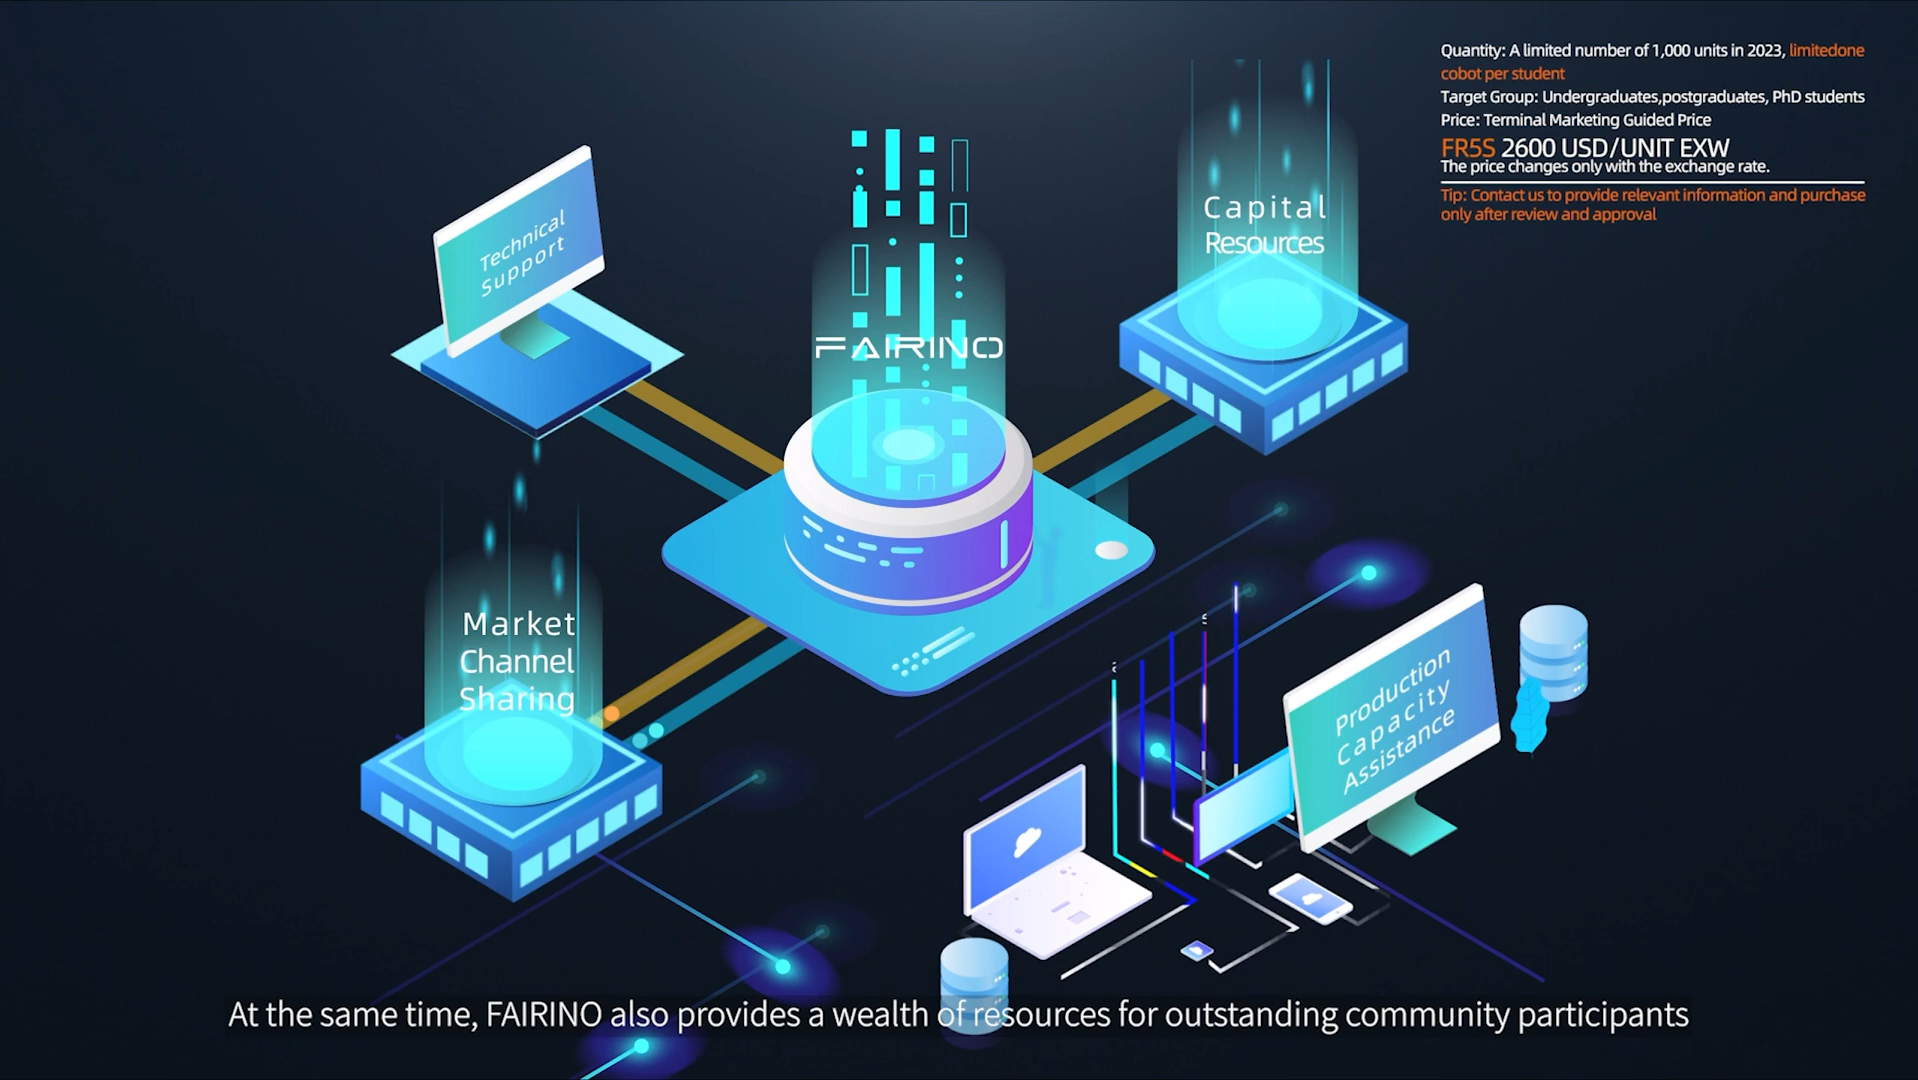 Quantity: A limited number of 1,000 units in 2023, limitedone
cobot per student
Target Group: Undergraduates,postgraduates, PhD students
Price: Terminal Marketing Guided Price
FR5S 2600 USD/UNIT EXW
The price changes only with the exchange rate.
Tip: Contact us to provide relevant information and purchase
only after review and approval
Technical
Support
Capital
Resources
FAIRINO
Market
Channel
Sharing
Production
Capacity
Assistance
At the same time, FAIRINO also provides a wealth of resources for outstanding community participants